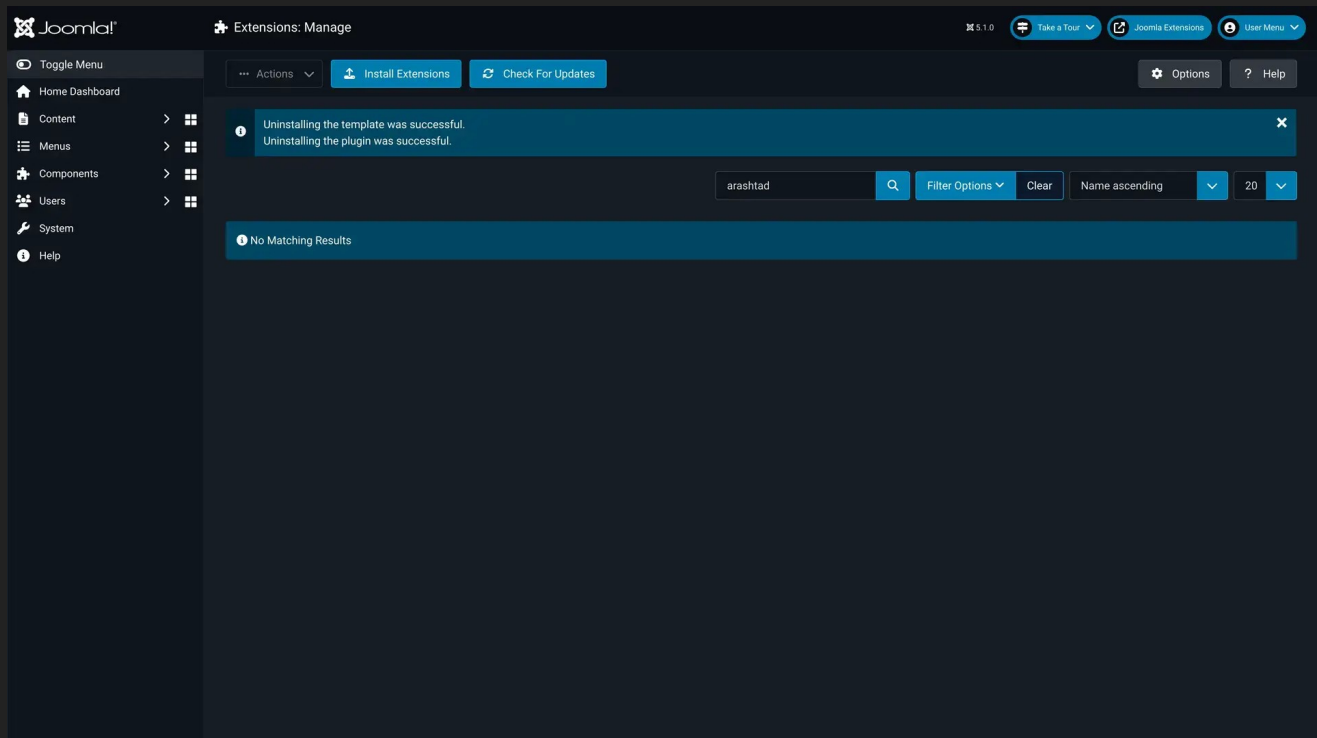 Joomla!®
Extensions: Manage
5.1.0
Take a Tour
Joomla Extensions
User Menu
Toggle Menu
Home Dashboard
Content
Menus
Components
Users
System
Help
Actions
Install Extensions
Check For Updates
Options
? Help
Uninstalling the template was successful.
Uninstalling the plugin was successful.
arashtad
Filter Options
Clear
Name ascending
20
No Matching Results